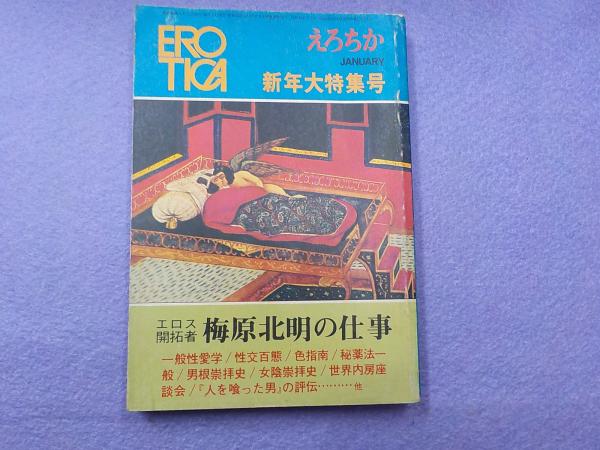 ERO
TICA
えろちか
JANUARY
新年大特集号
エロス
開拓者
梅原北明の仕事
一般性愛学/性交百態/色指南/秘薬法一
般/男根崇拝史/女陰崇拝史/世界内房座
談会/『人を喰った男』の評伝………他